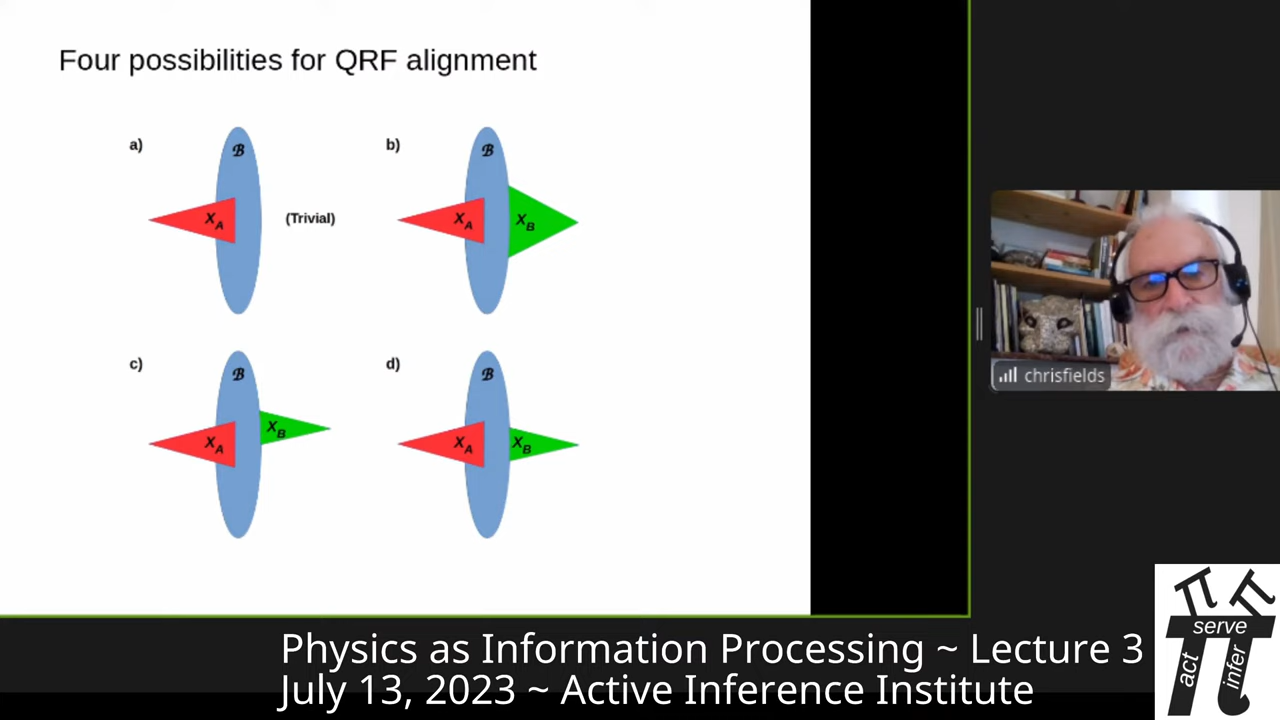 Four possibilities for QRF alignment
a)
ℬ
X_A
(Trivial)
b)
ℬ
X_A
X_B
c)
ℬ
X_A
X_B
d)
ℬ
X_A
X_B
chrisfields
Physics as Information Processing ~ Lecture 3
July 13, 2023 ~ Active Inference Institute
serve
act
infer